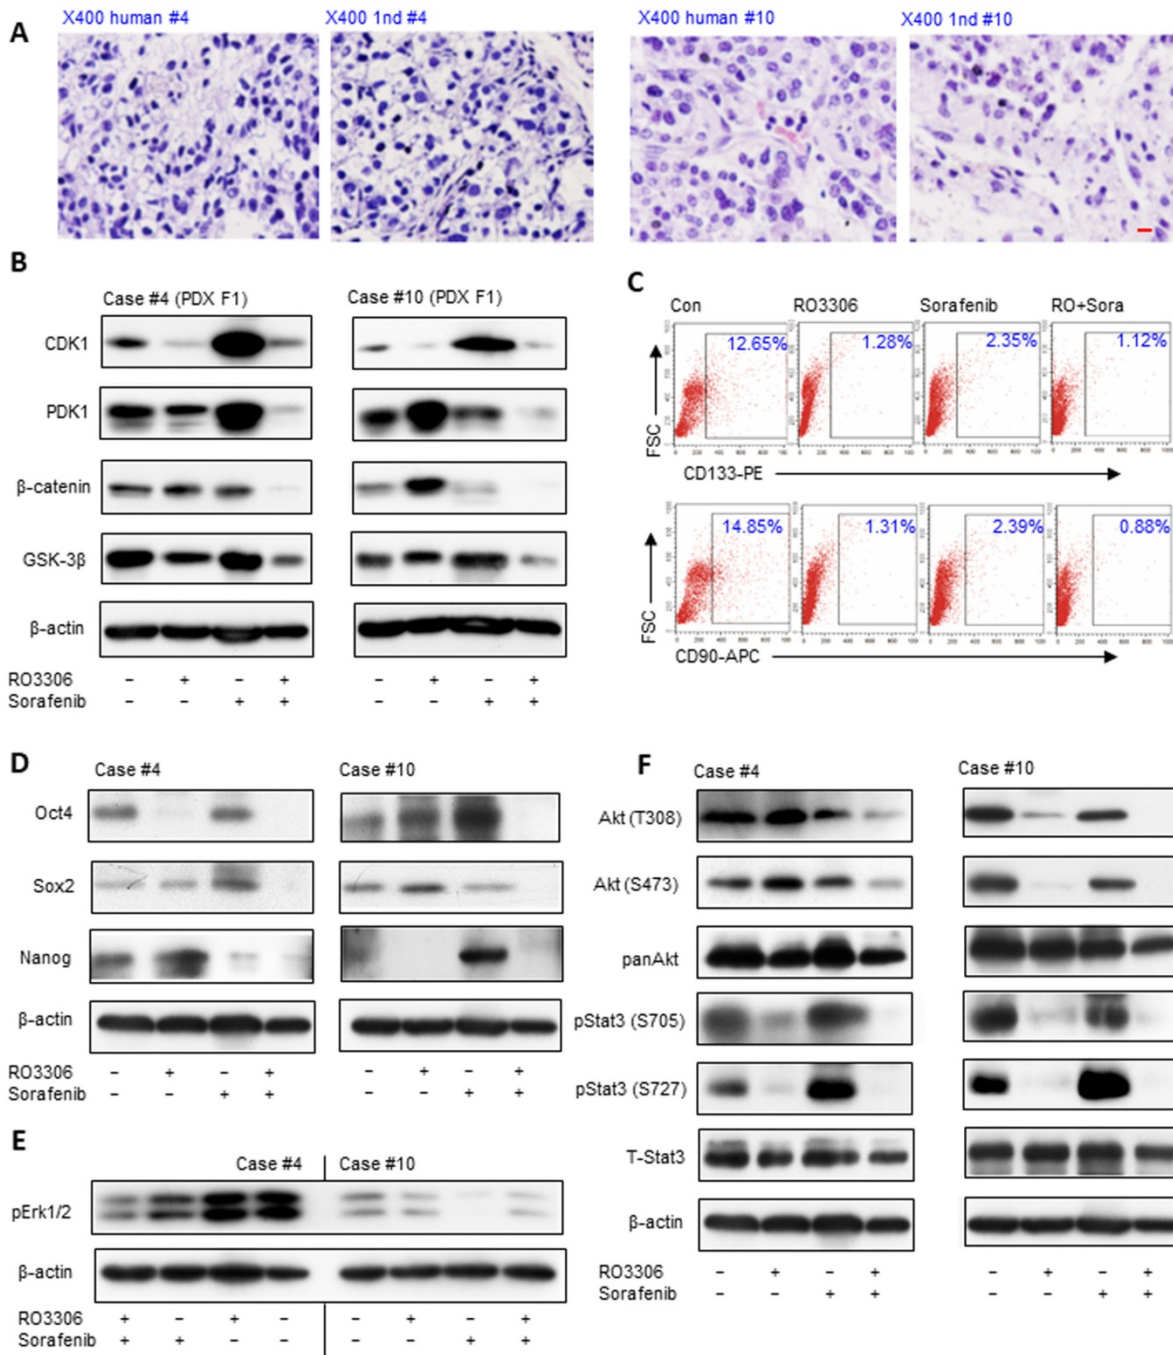 A
X400 human #4
X400 1nd #4
X400 human #10
X400 1nd #10
B
Case #4 (PDX F1)
Case #10 (PDX F1)
CDK1
PDK1
β-catenin
GSK-3β
β-actin
RO3306 − + − + − + − +
Sorafenib − − + + − − + +
C
Con RO3306 Sorafenib RO+Sora
12.65% 1.28% 2.35% 1.12%
FSC
CD133-PE
14.85% 1.31% 2.39% 0.88%
FSC
CD90-APC
D
Case #4
Case #10
Oct4
Sox2
Nanog
β-actin
RO3306 − + − + − + − +
Sorafenib − − + + − − + +
E
Case #4 Case #10
pErk1/2
β-actin
RO3306 + − + − − + − +
Sorafenib + + − − − − + +
F
Case #4
Case #10
Akt (T308)
Akt (S473)
panAkt
pStat3 (S705)
pStat3 (S727)
T-Stat3
β-actin
RO3306 − + − + − + − +
Sorafenib − − + + − − + +